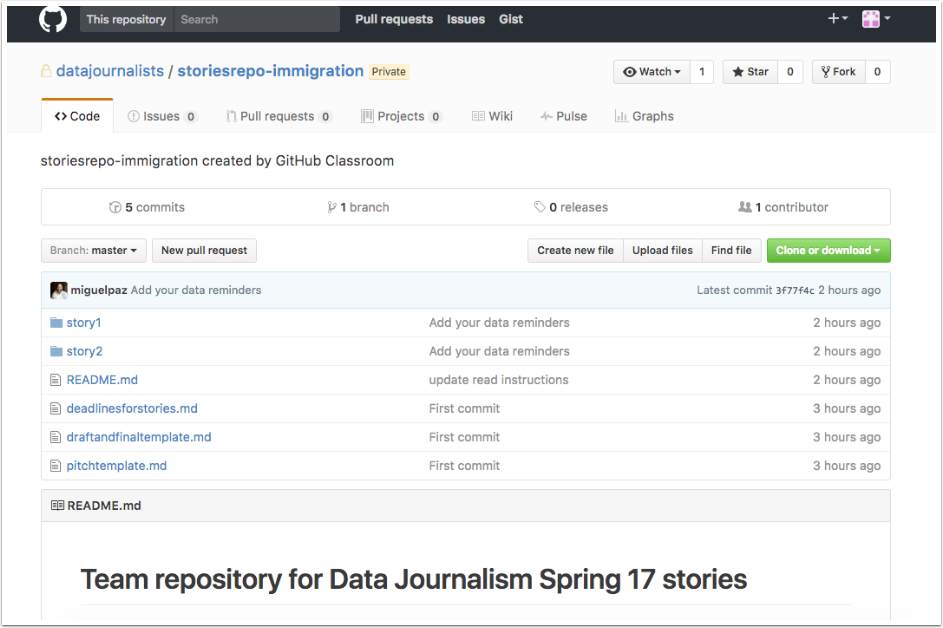 This repository Search Pull requests Issues Gist
datajournalists / storiesrepo-immigration Private Watch 1 Star 0 Fork 0
Code Issues 0 Pull requests 0 Projects 0 Wiki Pulse Graphs
storiesrepo-immigration created by GitHub Classroom
5 commits 1 branch 0 releases 1 contributor
Branch: master New pull request Create new file Upload files Find file Clone or download
miguelpaz Add your data reminders Latest commit 3f77f4c 2 hours ago
story1 Add your data reminders 2 hours ago
story2 Add your data reminders 2 hours ago
README.md update read instructions 2 hours ago
deadlinesforstories.md First commit 3 hours ago
draftandfinaltemplate.md First commit 3 hours ago
pitchtemplate.md First commit 3 hours ago
README.md
Team repository for Data Journalism Spring 17 stories